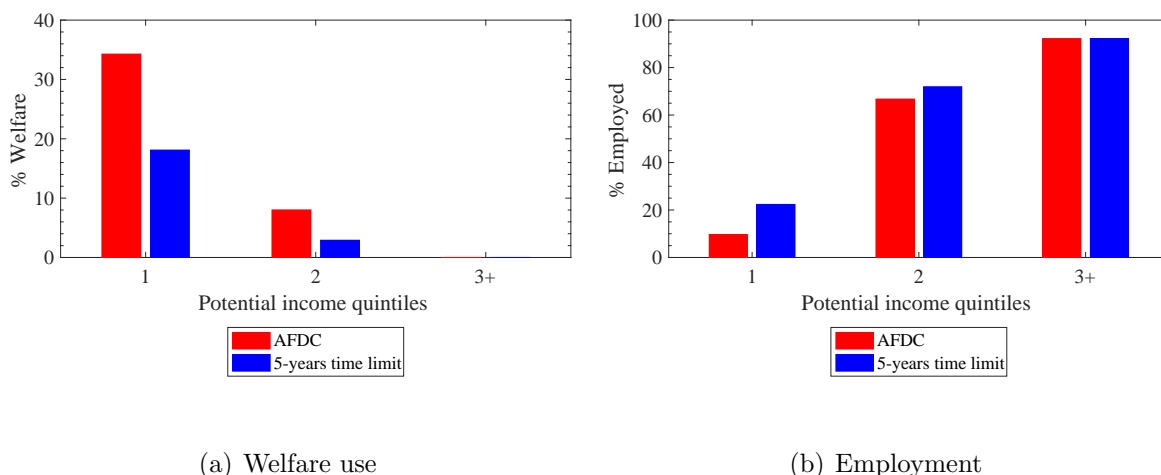 40
30
20
10
0
% Welfare
1
2
3+
Potential income quintiles
AFDC
5-years time limit
(a) Welfare use
100
80
60
40
20
0
% Employed
1
2
3+
Potential income quintiles
AFDC
5-years time limit
(b) Employment